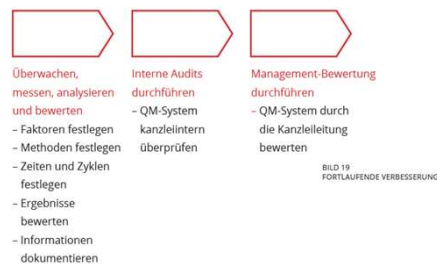 Überwachen,
messen, analysieren
und bewerten
– Faktoren festlegen
– Methoden festlegen
– Zeiten und Zyklen
festlegen
– Ergebnisse
bewerten
– Informationen
dokumentieren
Interne Audits
durchführen
– QM-System
kanzleiintern
überprüfen
Management-Bewertung
durchführen
– QM-System durch
die Kanzleileitung
bewerten
BILD 19
FORTLAUFENDE VERBESSERUNG